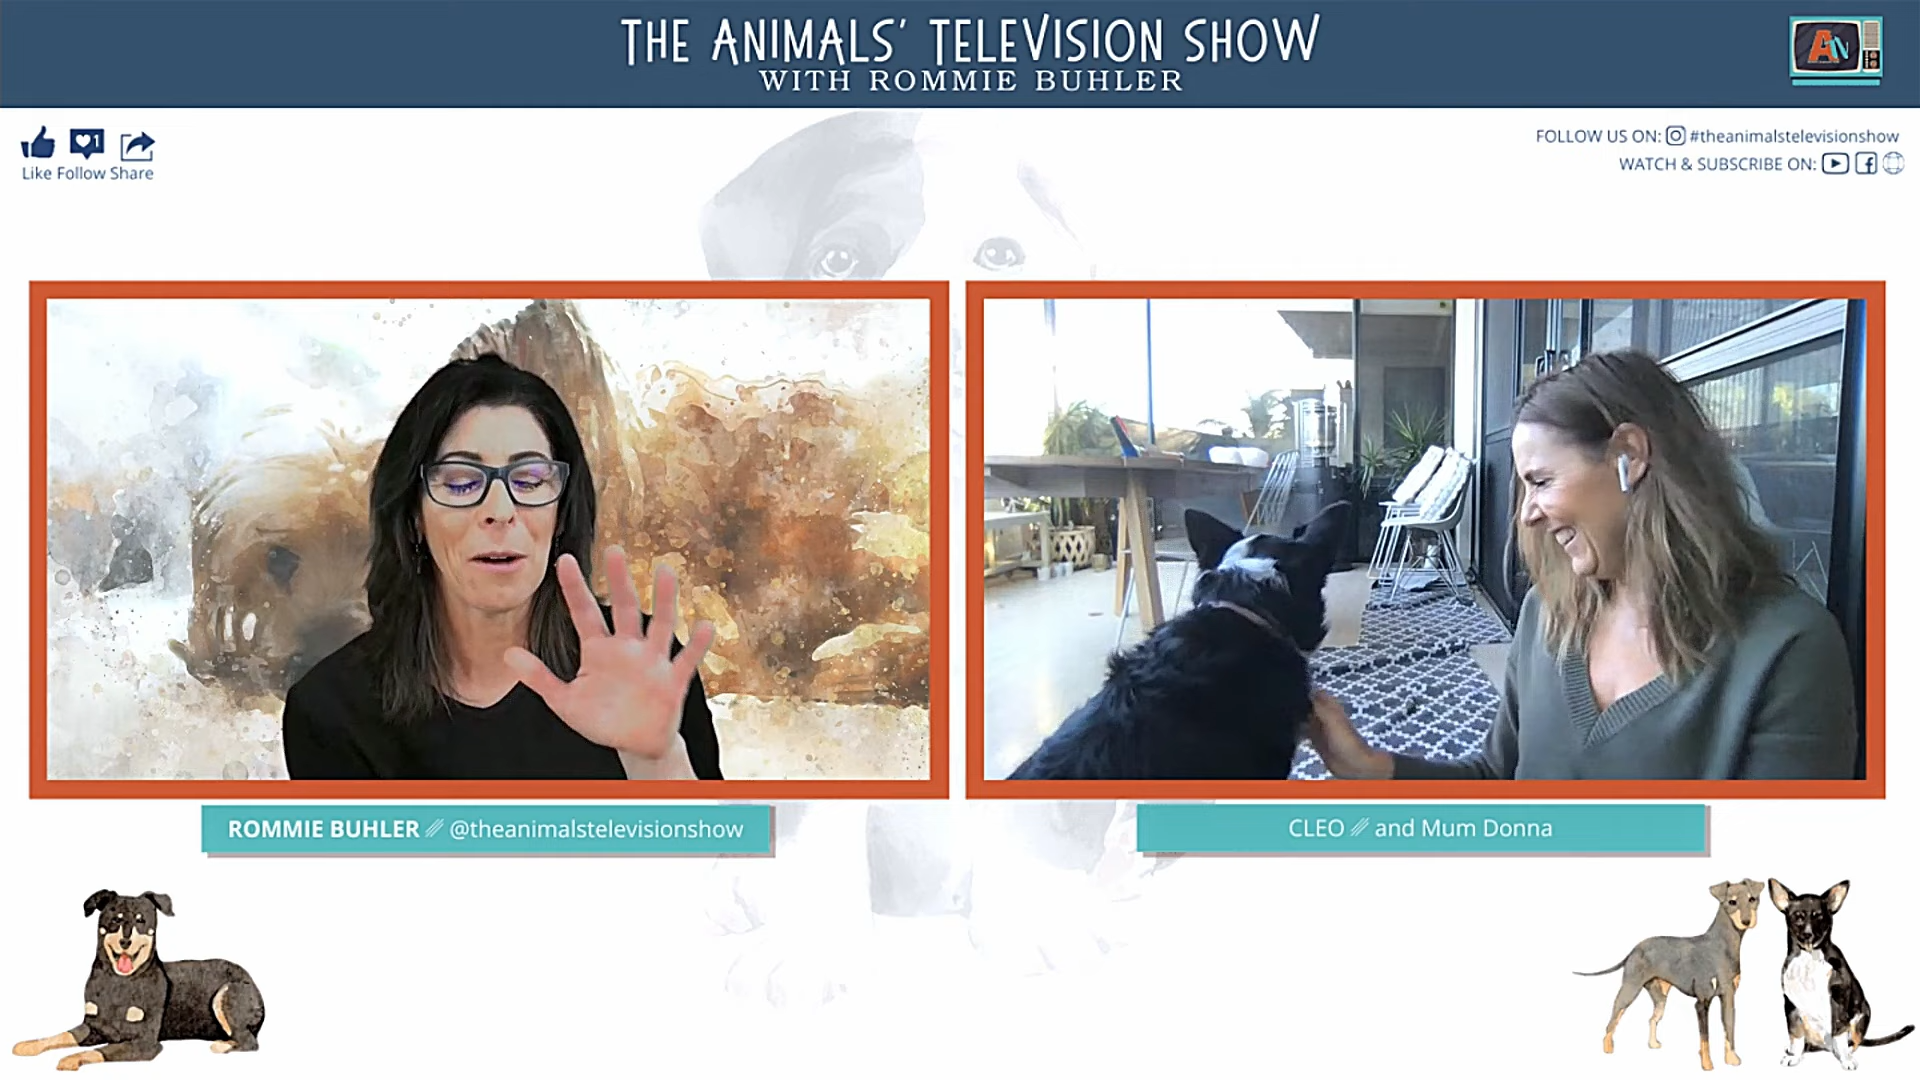 THE ANIMALS' TELEVISION SHOW
WITH ROMMIE BUHLER
Like Follow Share
1
FOLLOW US ON: #theanimalstelevisionshow
WATCH & SUBSCRIBE ON:
ROMMIE BUHLER @theanimalstelevisionshow
CLEO and Mum Donna